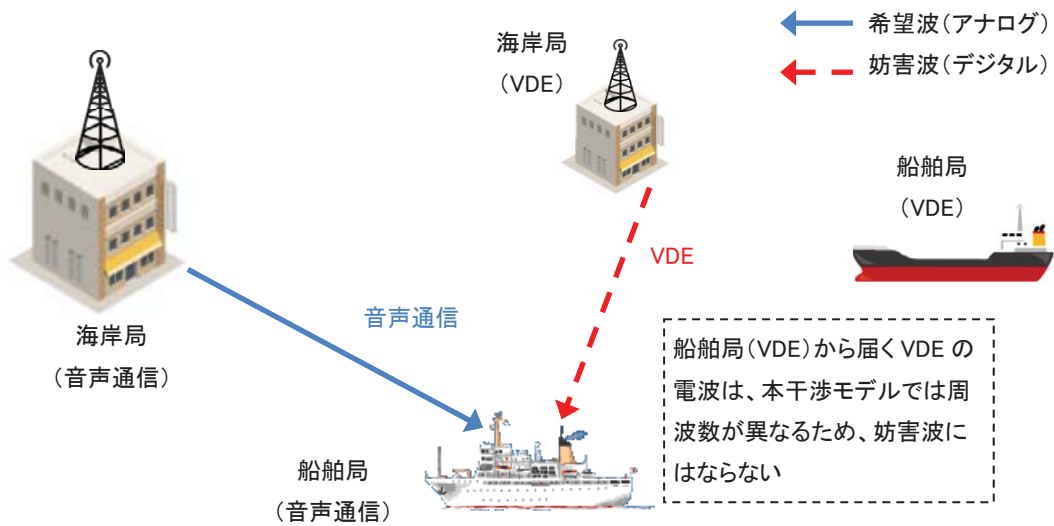 希望波(アナログ)
妨害波(デジタル)
海岸局
(VDE)
船舶局
(VDE)
VDE
音声通信
海岸局
(音声通信)
船舶局(VDE)から届く VDE の
電波は、本干渉モデルでは周
波数が異なるため、妨害波に
はならない
船舶局
(音声通信)